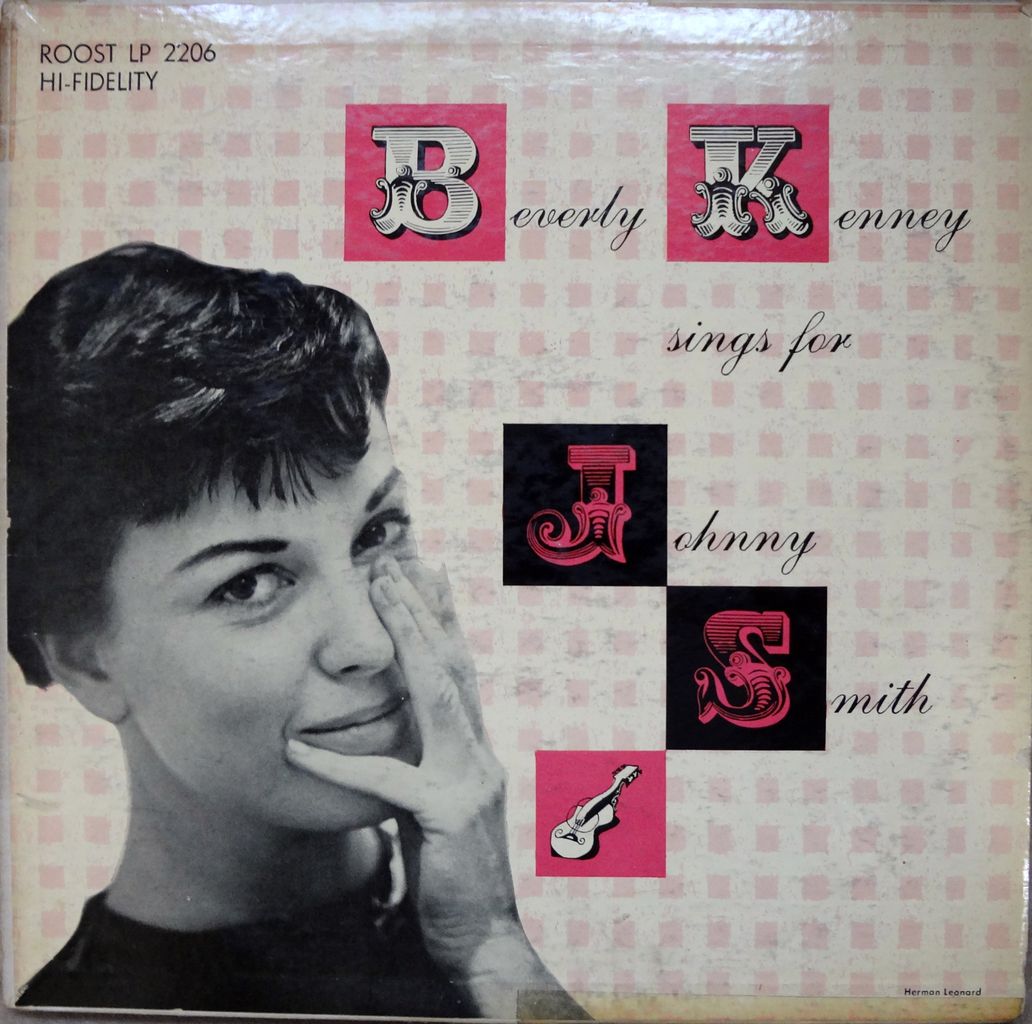 ROOST LP 2206
HI-FIDELITY
Beverly Kenney
sings for
Johnny
Smith
Herman Leonard